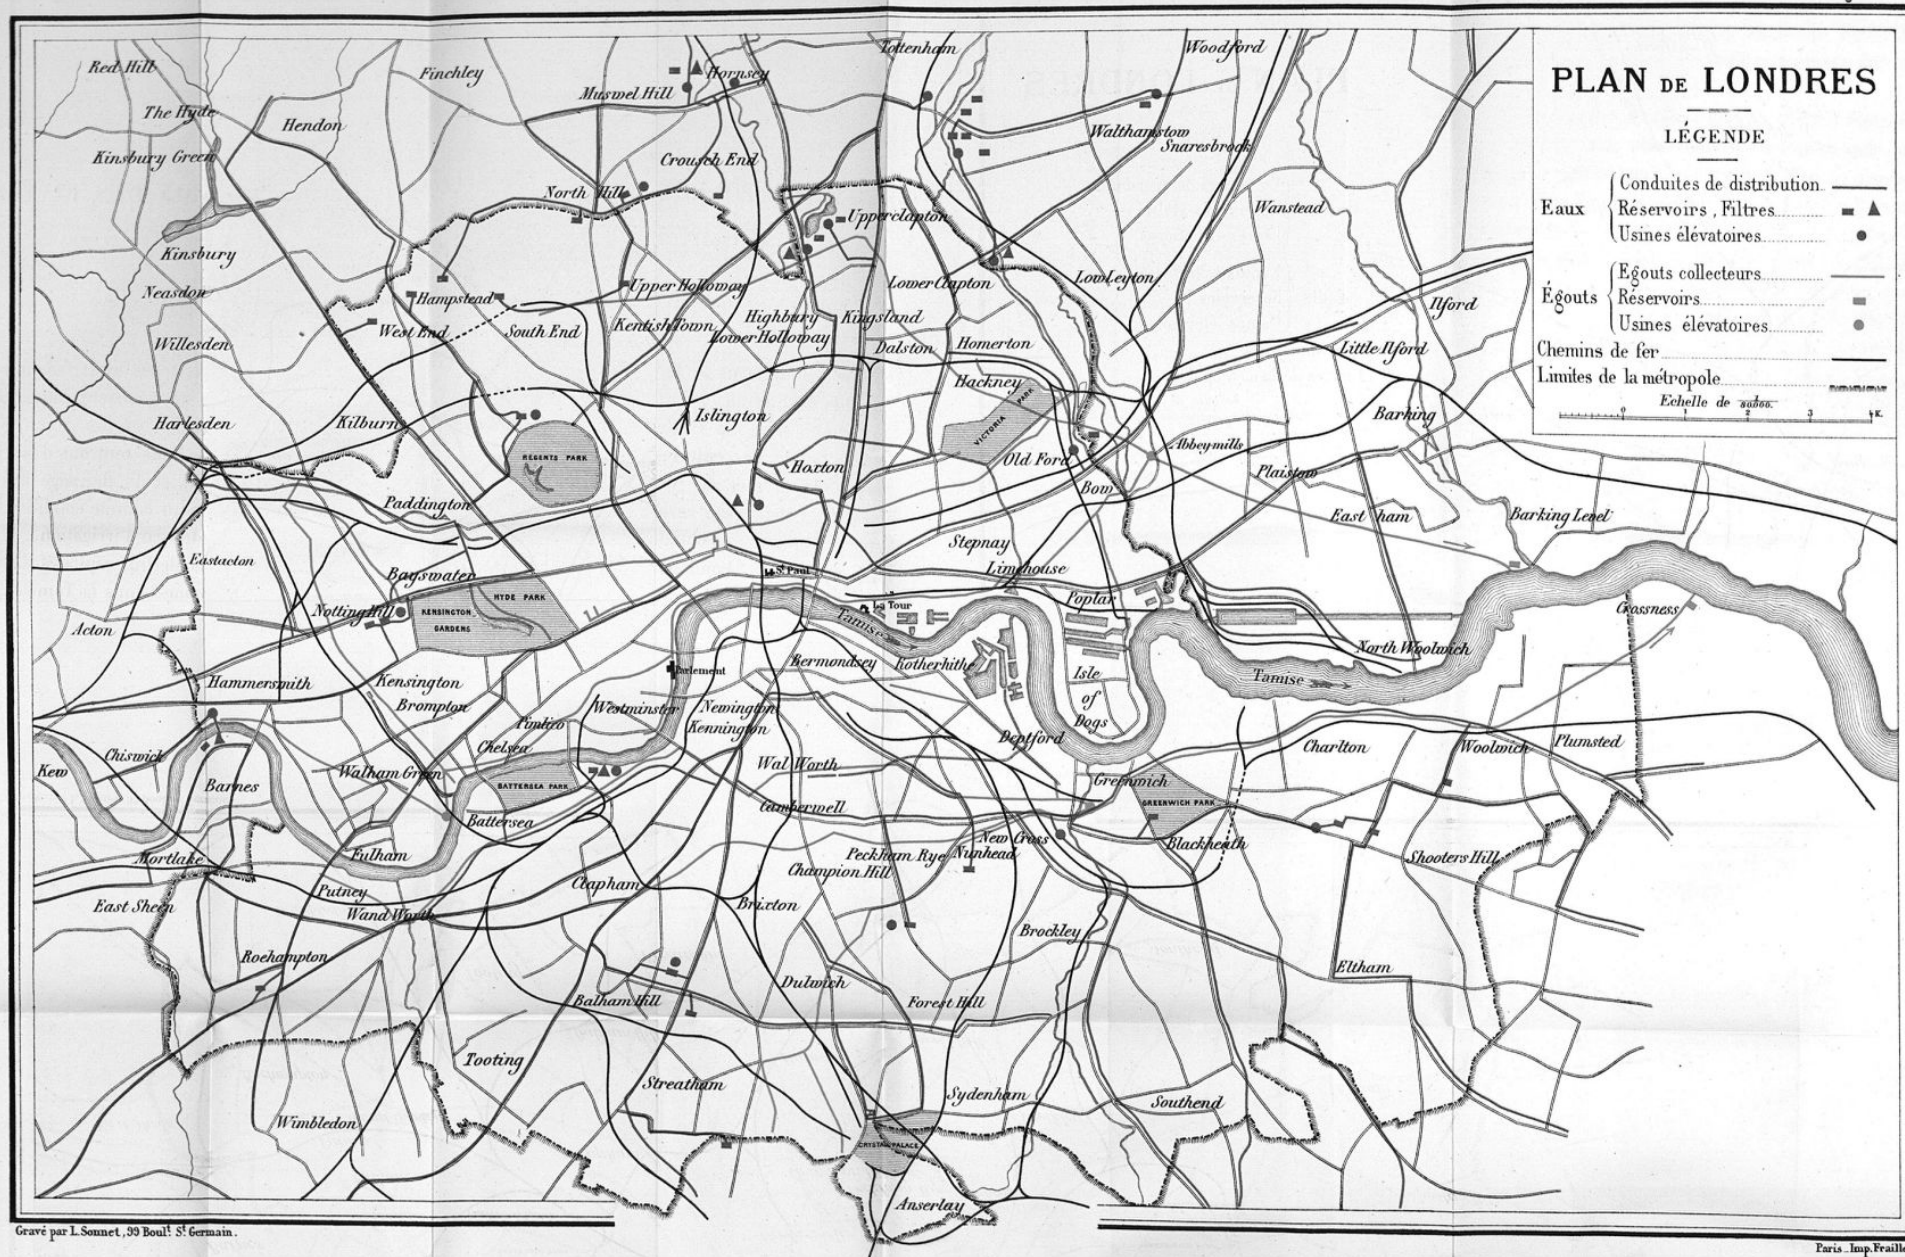 PLAN DE LONDRES
LÉGENDE
Eaux
Conduites de distribution
Réservoirs, Filtres
Usines élévatoires
Égouts
Egouts collecteurs
Réservoirs
Usines élévatoires
Chemins de fer
Limites de la métropole
Echelle de
0 1 2 3 4 K.
Red Hill
Finchley
Muswel Hill
Hornsey
Tottenham
Woodford
The Hyde
Hendon
Kinsbury Green
Crousch End
Walthamstow
Snaresbrook
North Hill
Upperclapton
Wanstead
Kinsbury
Neasdon
Hampstead
Upper Holloway
Lower Clapton
Low Leyton
Ilford
West End
South End
Kentish Town
Highbury
Lower Holloway
Kingsland
Willesden
Dalston
Homerton
Little Ilford
Hackney
VICTORIA PARK
Harlesden
Kilburn
Islington
Barking
REGENTS PARK
Hoxton
Old Ford
Abbeymills
Plaistow
Bow
Paddington
East ham
Barking Level
Stepnay
Eastacton
Bayswater
St Paul
Limehouse
HYDE PARK
KENSINGTON GARDENS
Notting Hill
La Tour
Poplar
Crossness
Acton
Tamise
North Woolwich
Parlement
Bermondsey
Rotherhithe
Isle of Dogs
Tamise
Hammersmith
Kensington
Brompton
Pimlico
Westminster
Newington
Kennington
Chiswick
Chelsea
Deptford
Charlton
Woolwich
Plumsted
Kew
Barnes
Walham Green
BATTERSEA PARK
Wal Worth
Greenwich
GREENWICH PARK
Battersea
Camberwell
New Cross
Blackheath
Mortlake
Fulham
Peckham Rye
Nunhead
Shooters Hill
Champion Hill
Putney
Clapham
East Sheen
Wand Worth
Brixton
Brockley
Roehampton
Eltham
Dulwich
Balham Hill
Forest Hill
Tooting
Streatham
Sydenham
Southend
Wimbledon
CRYSTAL PALACE
Anserlay
Gravé par L. Sonnet, 99 Boult. St. Germain.
Paris _ Imp. Fraille